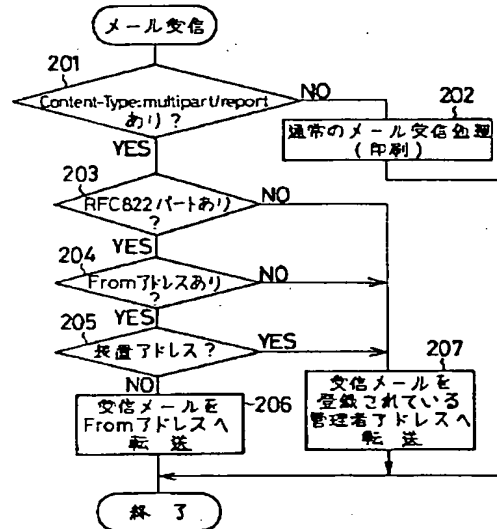 メール受信
201
Content-Type:multipart/report
あり?
NO
YES
202
通常のメール受信処理
(印刷)
203
RFC822パートあり
?
NO
YES
204
Fromアドレスあり
?
NO
YES
205
装置アドレス?
YES
NO
受信メールを
Fromアドレスへ
転送
206
207
受信メールを
登録されている
管理者アドレスへ
転送
終了